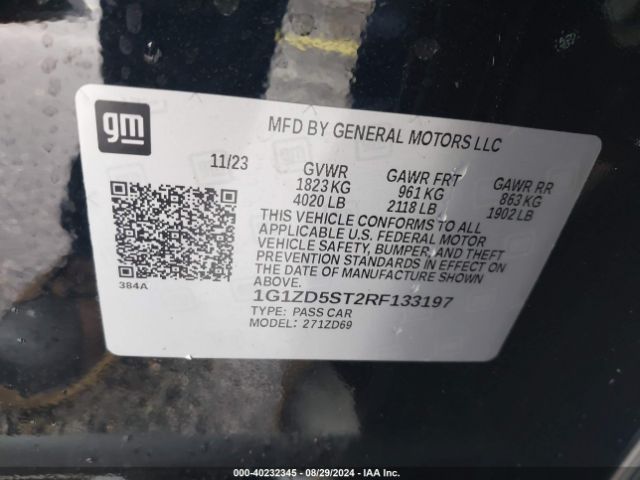 gm
MFD BY GENERAL MOTORS LLC
11/23 GVWR GAWR FRT GAWR RR
1823 KG 961 KG 863 KG
4020 LB 2118 LB 1902 LB
THIS VEHICLE CONFORMS TO ALL
APPLICABLE U.S. FEDERAL MOTOR
VEHICLE SAFETY, BUMPER, AND THEFT
PREVENTION STANDARDS IN EFFECT ON
THE DATE OF MANUFACTURE SHOWN
ABOVE.
384A
1G1ZD5ST2RF133197
TYPE: PASS CAR
MODEL: 271ZD69
000-40232345 - 08/29/2024 - IAA Inc.